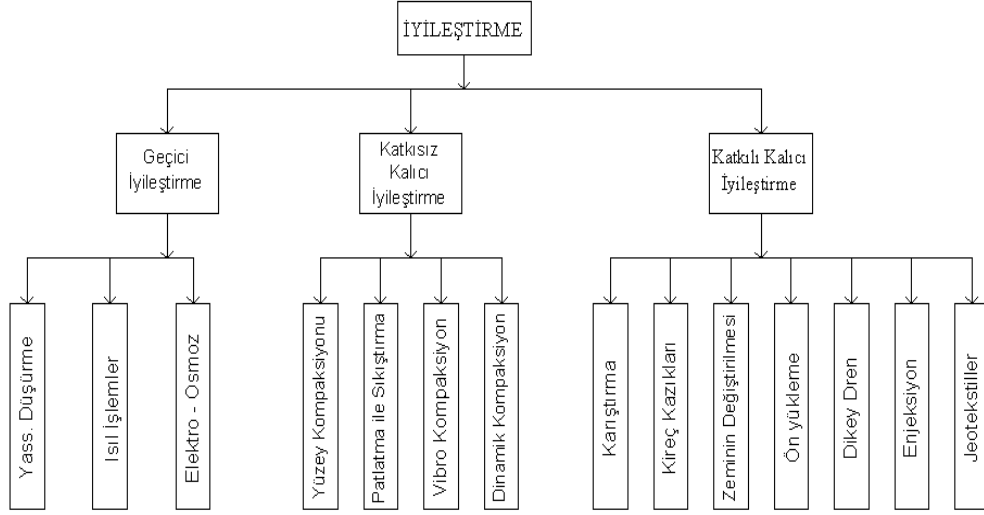 İYİLEŞTİRME
Geçici
İyileştirme
Katkısız
Kalıcı
İyileştirme
Katkılı Kalıcı
İyileştirme
Yass. Düşürme
Isıl İşlemler
Elektro - Osmoz
Yüzey Kompaksiyonu
Patlatma ile Sıkıştırma
Vibro Kompaksiyon
Dinamik Kompaksiyon
Karıştırma
Kireç Kazıkları
Zeminin Değiştirilmesi
Ön yükleme
Dikey Dren
Enjeksiyon
Jeotekstiller